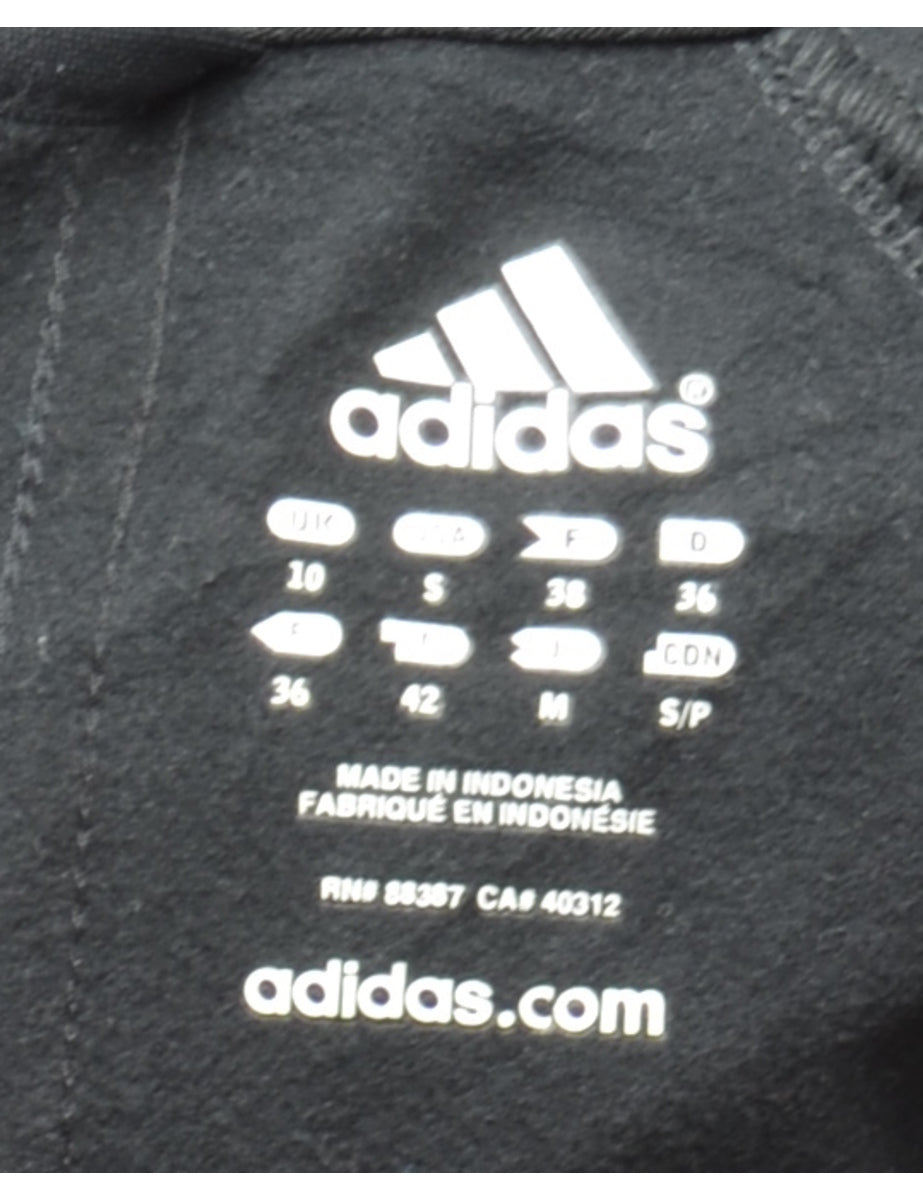 adidas®
UK USA F D
10 S 38 36
E I J CDN
36 42 M S/P
MADE IN INDONESIA
FABRIQUÉ EN INDONÉSIE
RN# 88387 CA# 40312
adidas.com